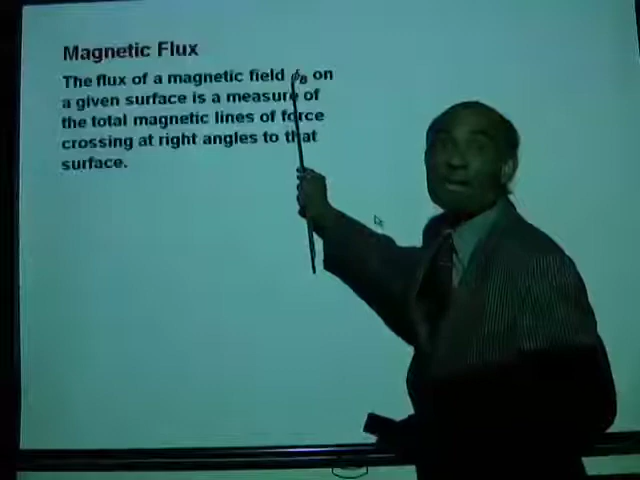 Magnetic Flux
The flux of a magnetic field ϕB on
a given surface is a measure of
the total magnetic lines of force
crossing at right angles to that
surface.